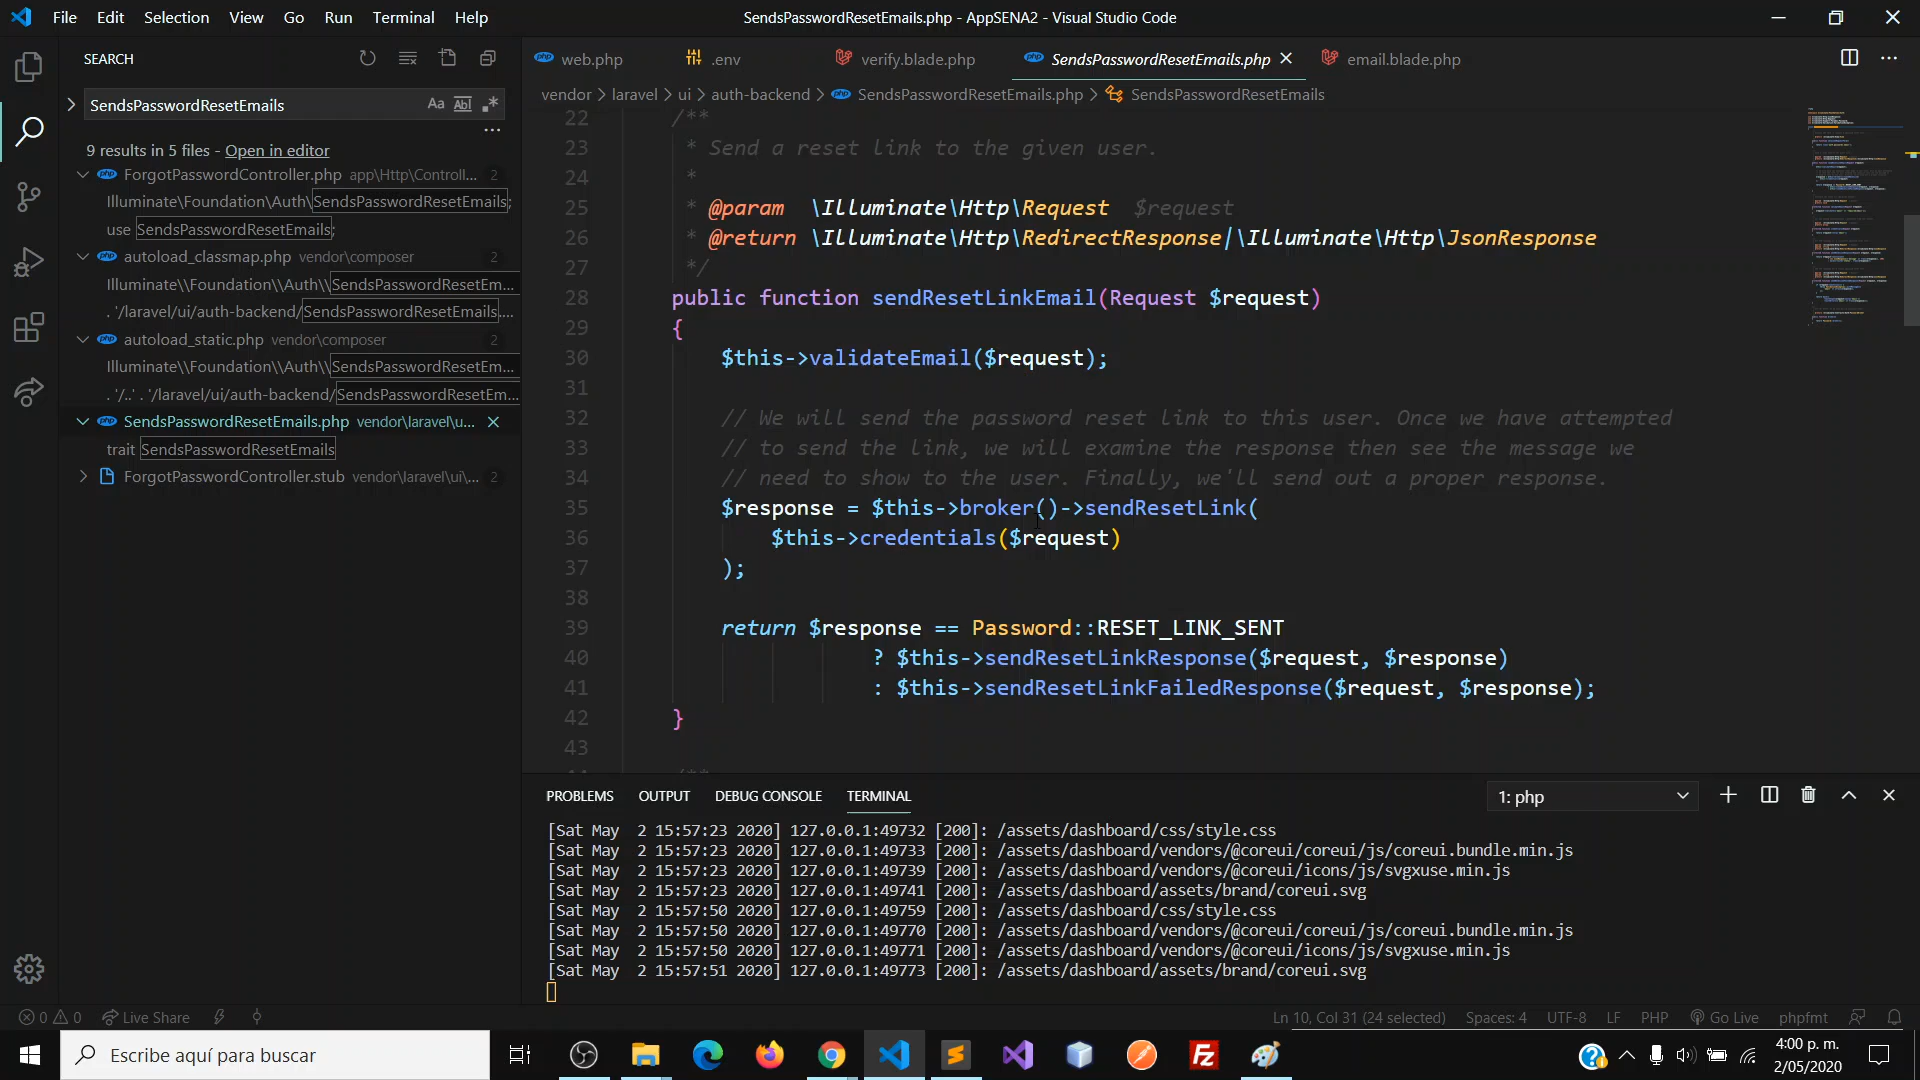 File Edit Selection View Go Run Terminal Help
SendsPasswordResetEmails.php - AppSENA2 - Visual Studio Code
SEARCH
SendsPasswordResetEmails
Aa Abl .*
9 results in 5 files - Open in editor
ForgotPasswordController.php app\Http\Controll... 2
Illuminate\Foundation\Auth\SendsPasswordResetEmails;
use SendsPasswordResetEmails;
autoload_classmap.php vendor\composer 2
Illuminate\\Foundation\\Auth\\SendsPasswordResetEm...
. '/laravel/ui/auth-backend/SendsPasswordResetEmails....
autoload_static.php vendor\composer 2
Illuminate\\Foundation\\Auth\\SendsPasswordResetEm...
. '/..' . '/laravel/ui/auth-backend/SendsPasswordResetEm...
SendsPasswordResetEmails.php vendor\laravel\u...
trait SendsPasswordResetEmails
ForgotPasswordController.stub vendor\laravel\ui\... 2
web.php .env verify.blade.php SendsPasswordResetEmails.php email.blade.php
vendor > laravel > ui > auth-backend > SendsPasswordResetEmails.php > SendsPasswordResetEmails
22 /**
23 * Send a reset link to the given user.
24 *
25 * @param \Illuminate\Http\Request $request
26 * @return \Illuminate\Http\RedirectResponse|\Illuminate\Http\JsonResponse
27 */
28 public function sendResetLinkEmail(Request $request)
29 {
30 $this->validateEmail($request);
31
32 // We will send the password reset link to this user. Once we have attempted
33 // to send the link, we will examine the response then see the message we
34 // need to show to the user. Finally, we'll send out a proper response.
35 $response = $this->broker()->sendResetLink(
36 $this->credentials($request)
37 );
38
39 return $response == Password::RESET_LINK_SENT
40 ? $this->sendResetLinkResponse($request, $response)
41 : $this->sendResetLinkFailedResponse($request, $response);
42 }
43
PROBLEMS OUTPUT DEBUG CONSOLE TERMINAL
1: php
[Sat May  2 15:57:23 2020] 127.0.0.1:49732 [200]: /assets/dashboard/css/style.css
[Sat May  2 15:57:23 2020] 127.0.0.1:49733 [200]: /assets/dashboard/vendors/@coreui/coreui/js/coreui.bundle.min.js
[Sat May  2 15:57:23 2020] 127.0.0.1:49739 [200]: /assets/dashboard/vendors/@coreui/icons/js/svgxuse.min.js
[Sat May  2 15:57:23 2020] 127.0.0.1:49741 [200]: /assets/dashboard/assets/brand/coreui.svg
[Sat May  2 15:57:50 2020] 127.0.0.1:49759 [200]: /assets/dashboard/css/style.css
[Sat May  2 15:57:50 2020] 127.0.0.1:49770 [200]: /assets/dashboard/vendors/@coreui/coreui/js/coreui.bundle.min.js
[Sat May  2 15:57:50 2020] 127.0.0.1:49771 [200]: /assets/dashboard/vendors/@coreui/icons/js/svgxuse.min.js
[Sat May  2 15:57:51 2020] 127.0.0.1:49773 [200]: /assets/dashboard/assets/brand/coreui.svg
0 0 Live Share
Ln 10, Col 31 (24 selected) Spaces: 4 UTF-8 LF PHP Go Live phpfmt
Escribe aquí para buscar
4:00 p. m.
2/05/2020